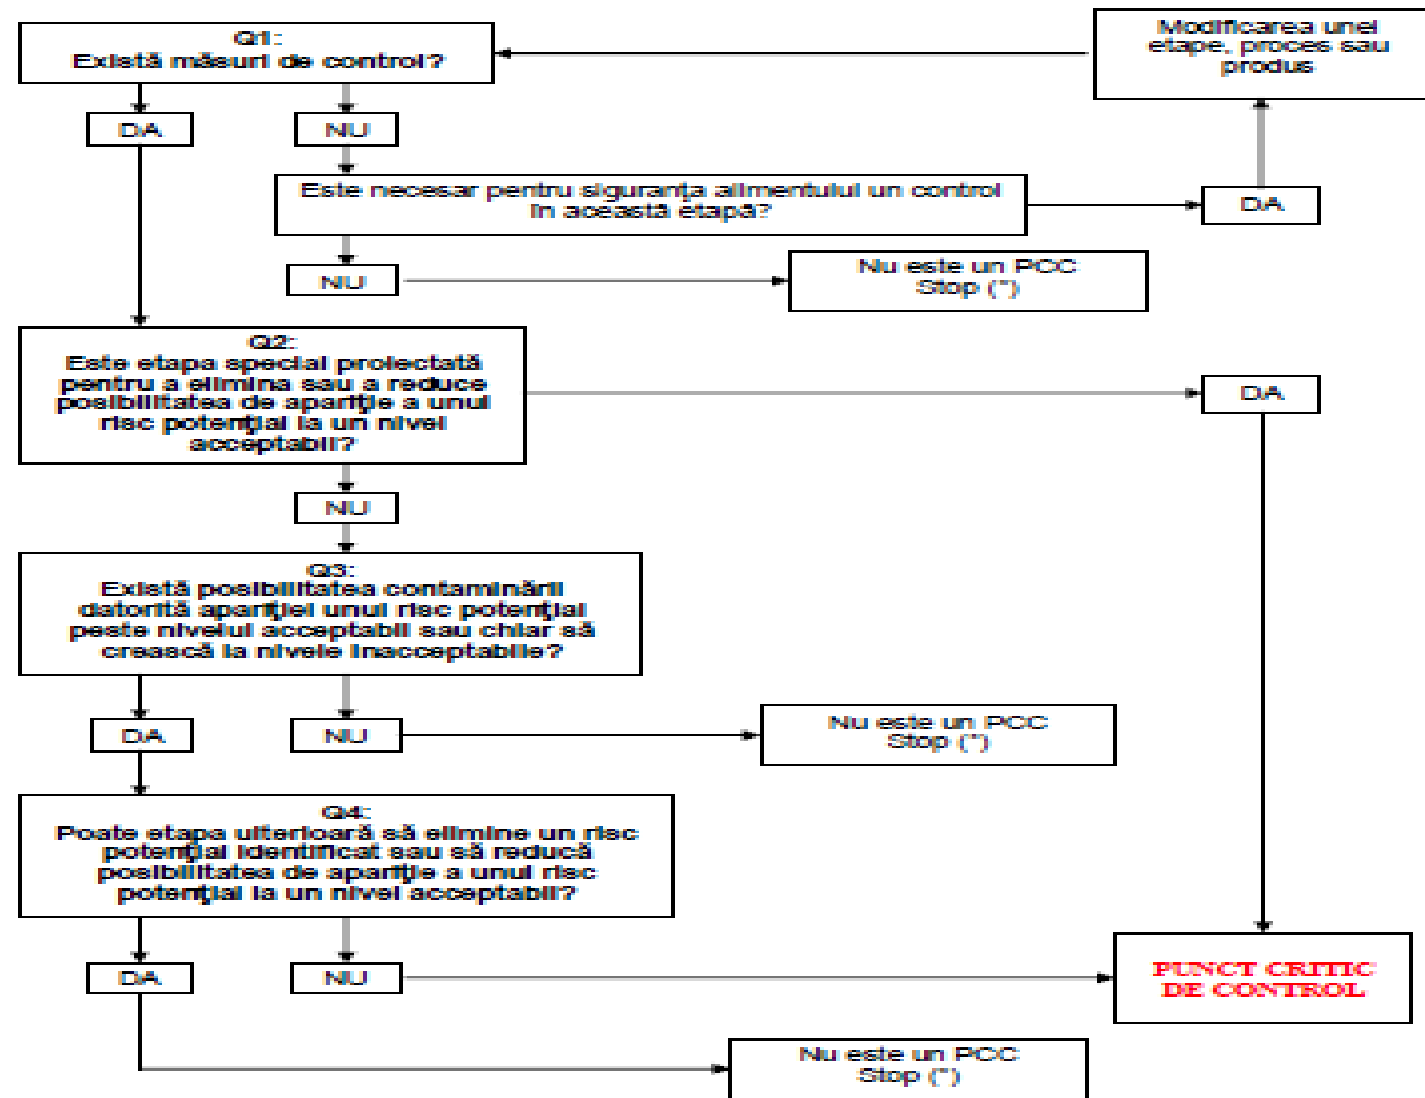 Q1:
Există măsuri de control?
Modificarea unei
etape, proces sau
produs
DA
NU
Este necesar pentru siguranţa alimentului un control
în această etapă?
DA
NU
Nu este un PCC
Stop (*)
Q2:
Este etapa special proiectată
pentru a elimina sau a reduce
posibilitatea de apariţie a unui
risc potenţial la un nivel
acceptabil?
DA
NU
Q3:
Există posibilitatea contaminării
datorită apariţiei unui risc potenţial
peste nivelul acceptabil sau chiar să
crească la nivele inacceptabile?
DA
NU
Nu este un PCC
Stop (*)
Q4:
Poate etapa ulterioară să elimine un risc
potenţial identificat sau să reducă
posibilitatea de apariţie a unui risc
potenţial la un nivel acceptabil?
DA
NU
PUNCT CRITIC
DE CONTROL
Nu este un PCC
Stop (*)